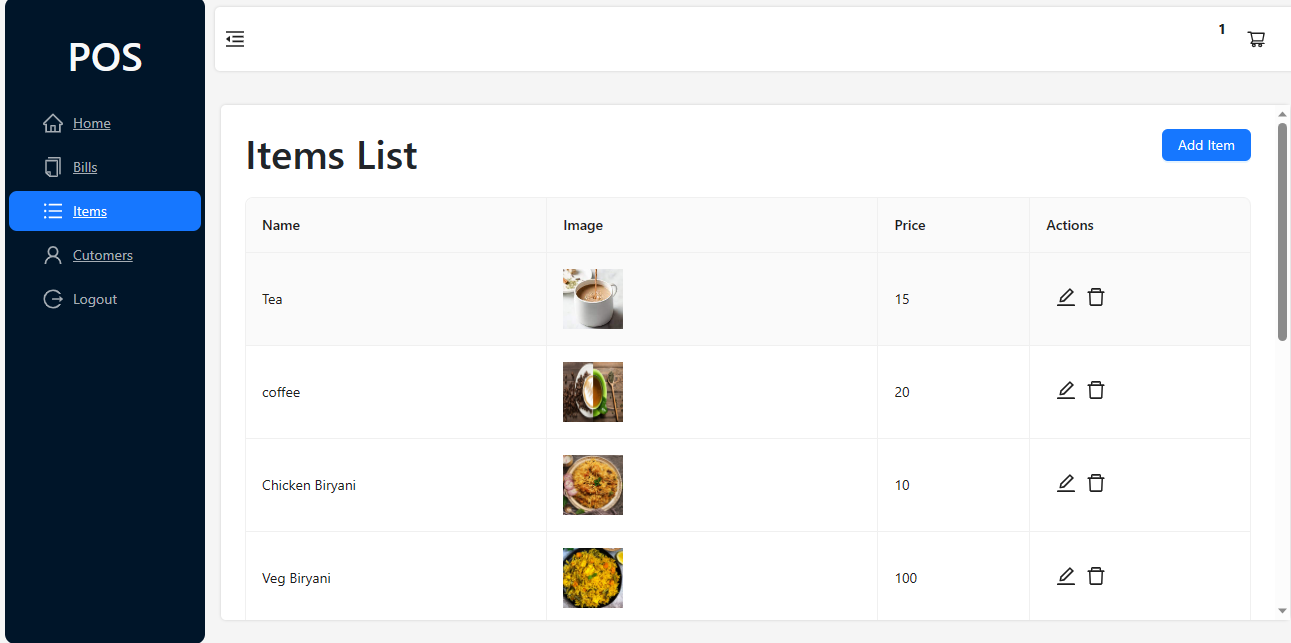 POS
Home
Bills
Items
Cutomers
Logout
1
Items List
Add Item
Name Image Price Actions
Tea 15
coffee 20
Chicken Biryani 10
Veg Biryani 100